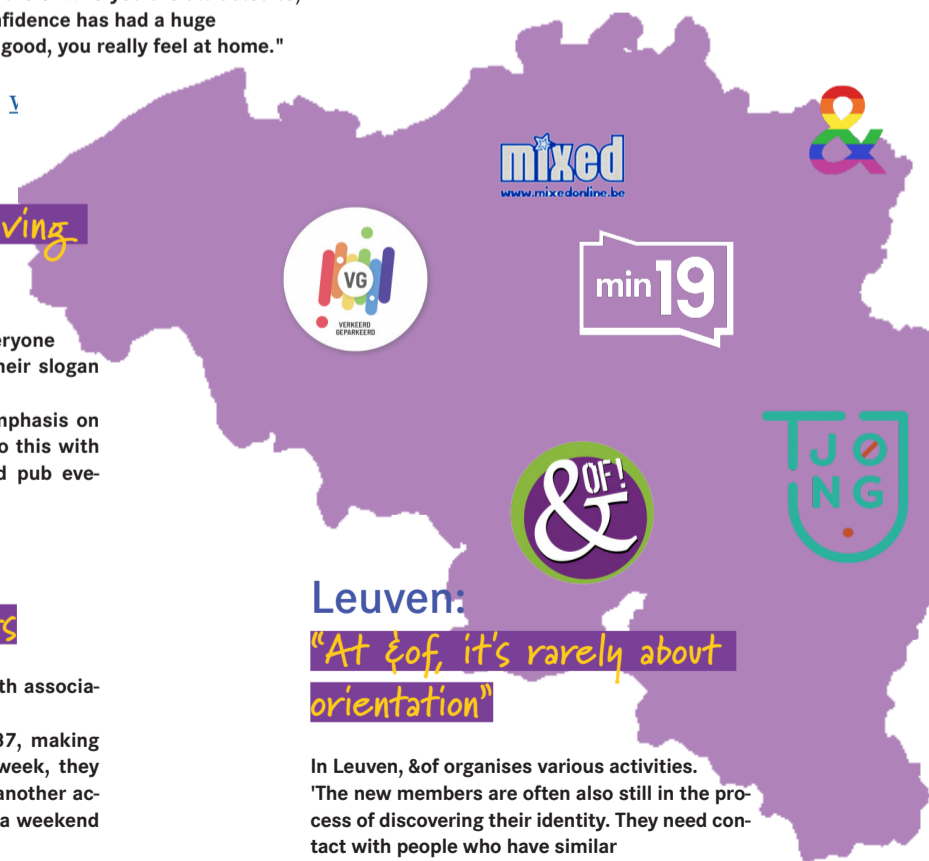 nfidence has had a huge
good, you really feel at home."
mixed
www.mixedonline.be
&
ving
VG
VERKEERD
GEPARKEERD
min19
eryone
heir slogan
mphasis on
o this with
d pub eve-
TJONG
&OF!
Leuven:
"At &of, it's rarely about
orientation"
rs
th associa-
37, making
week, they
another ac-
a weekend
In Leuven, &of organises various activities.
'The new members are often also still in the pro-
cess of discovering their identity. They need con-
tact with people who have similar